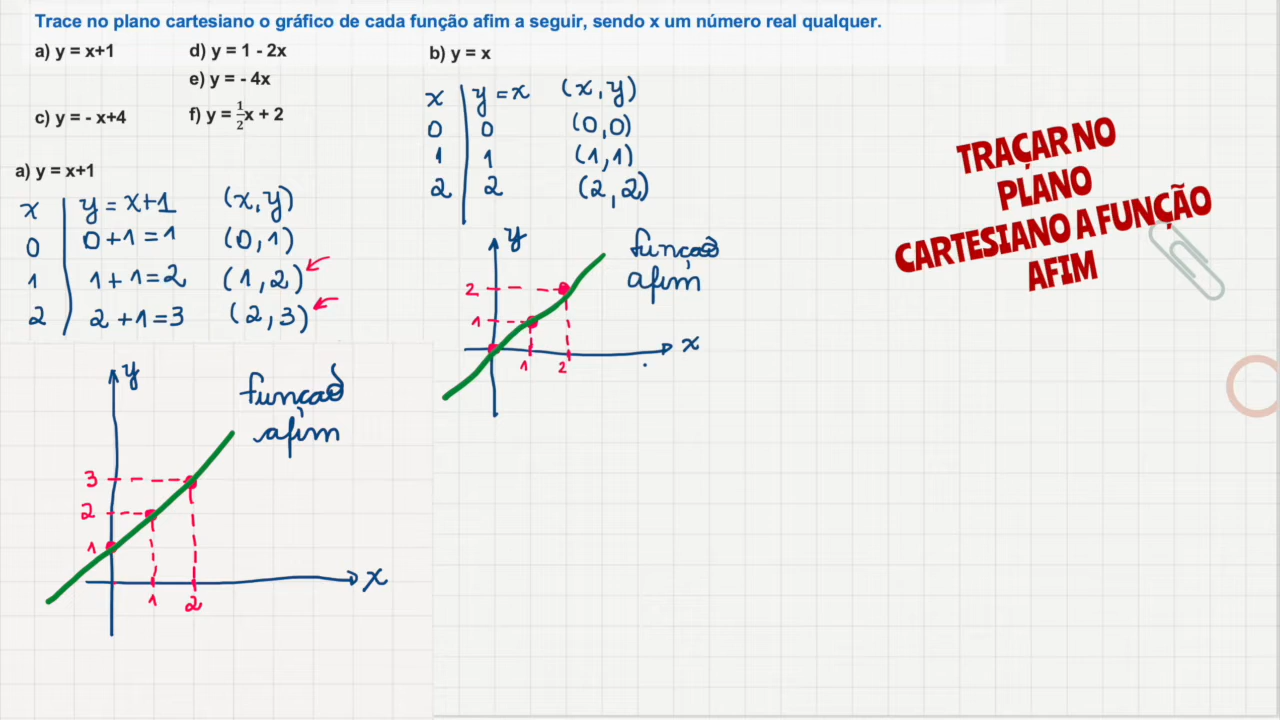 Trace no plano cartesiano o gráfico de cada função afim a seguir, sendo x um número real qualquer.
a) y = x+1
d) y = 1 - 2x
b) y = x
e) y = - 4x
c) y = - x+4
f) y = 1/2x + 2
x y = x (x, y)
0 0 (0,0)
1 1 (1,1)
2 2 (2,2)
a) y = x+1
x y = x+1 (x,y)
0 0+1=1 (0,1)
1 1+1=2 (1,2)
2 2+1=3 (2,3)
y
função
afim
2
1
x
1 2
y
função
afim
3
2
1
x
1 2
TRAÇAR NO
PLANO
CARTESIANO A FUNÇÃO
AFIM